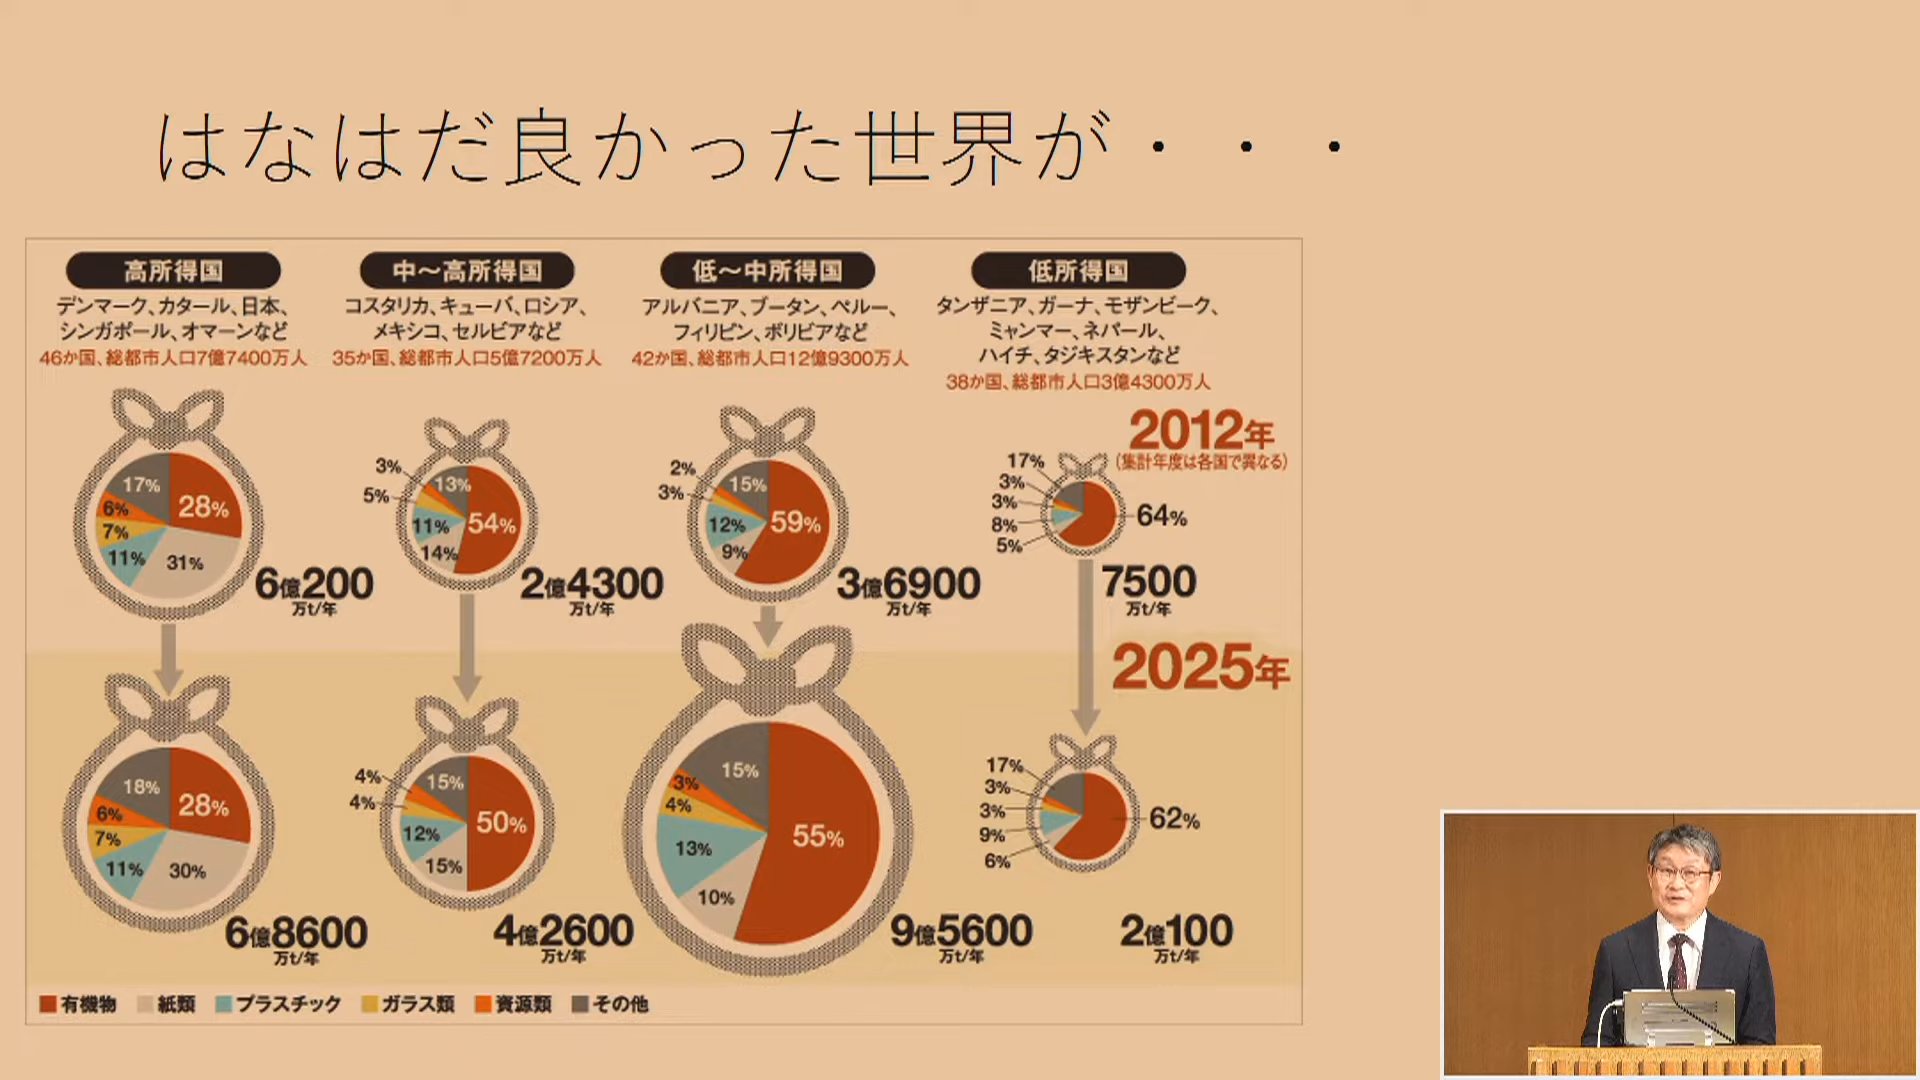 はなはだ良かった世界が・・・
高所得国
デンマーク、カタール、日本、
シンガポール、オマーンなど
46か国、総都市人口7億7400万人
中～高所得国
コスタリカ、キューバ、ロシア、
メキシコ、セルビアなど
35か国、総都市人口5億7200万人
低～中所得国
アルバニア、ブータン、ペルー、
フィリピン、ボリビアなど
42か国、総都市人口12億9300万人
低所得国
タンザニア、ガーナ、モザンビーク、
ミャンマー、ネパール、
ハイチ、タジキスタンなど
38か国、総都市人口3億4300万人
2012年
(集計年度は各国で異なる)
17%
28%
6%
7%
11%
31%
6億200
万t/年
3%
13%
5%
11%
54%
14%
2億4300
万t/年
2%
15%
3%
12%
59%
9%
3億6900
万t/年
17%
3%
3%
8%
5%
64%
7500
万t/年
2025年
18%
28%
6%
7%
11%
30%
6億8600
万t/年
4%
15%
4%
12%
50%
15%
4億2600
万t/年
15%
3%
4%
13%
55%
10%
9億5600
万t/年
17%
3%
3%
9%
6%
62%
2億100
万t/年
有機物 紙類 プラスチック ガラス類 資源類 その他